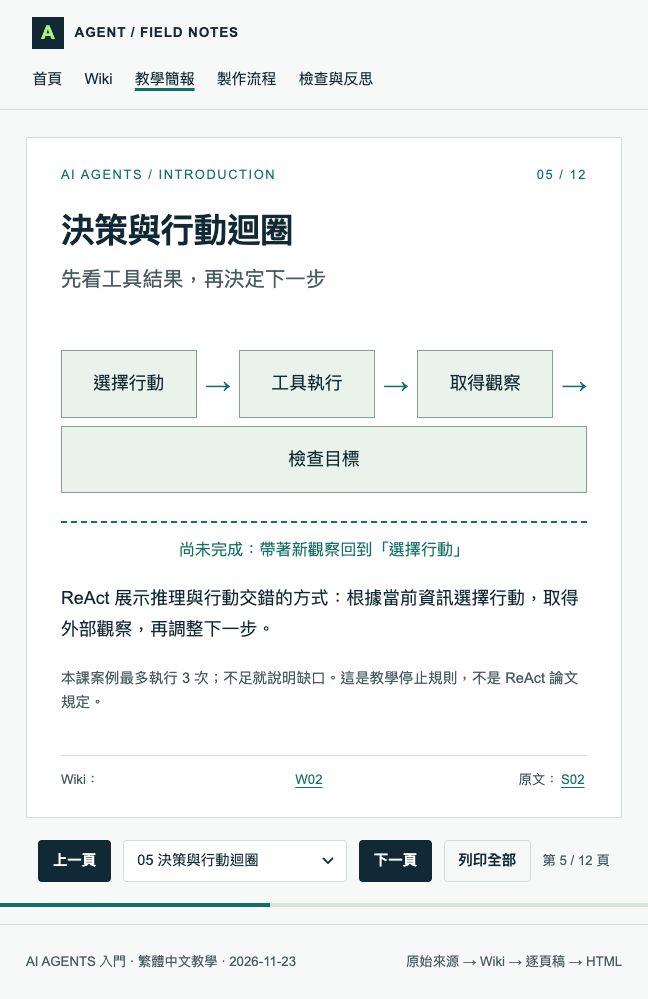 A AGENT / FIELD NOTES
首頁 Wiki 教學簡報 製作流程 檢查與反思
AI AGENTS / INTRODUCTION 05 / 12
決策與行動迴圈
先看工具結果，再決定下一步
選擇行動 → 工具執行 → 取得觀察 →
檢查目標
尚未完成：帶著新觀察回到「選擇行動」
ReAct 展示推理與行動交錯的方式：根據當前資訊選擇行動，取得
外部觀察，再調整下一步。
本課案例最多執行 3 次；不足就說明缺口。這是教學停止規則，不是 ReAct 論文
規定。
Wiki： W02 原文： S02
上一頁 05 決策與行動迴圈 下一頁 列印全部 第 5 / 12 頁
AI AGENTS 入門 · 繁體中文教學 · 2026-11-23 原始來源 → Wiki → 逐頁稿 → HTML